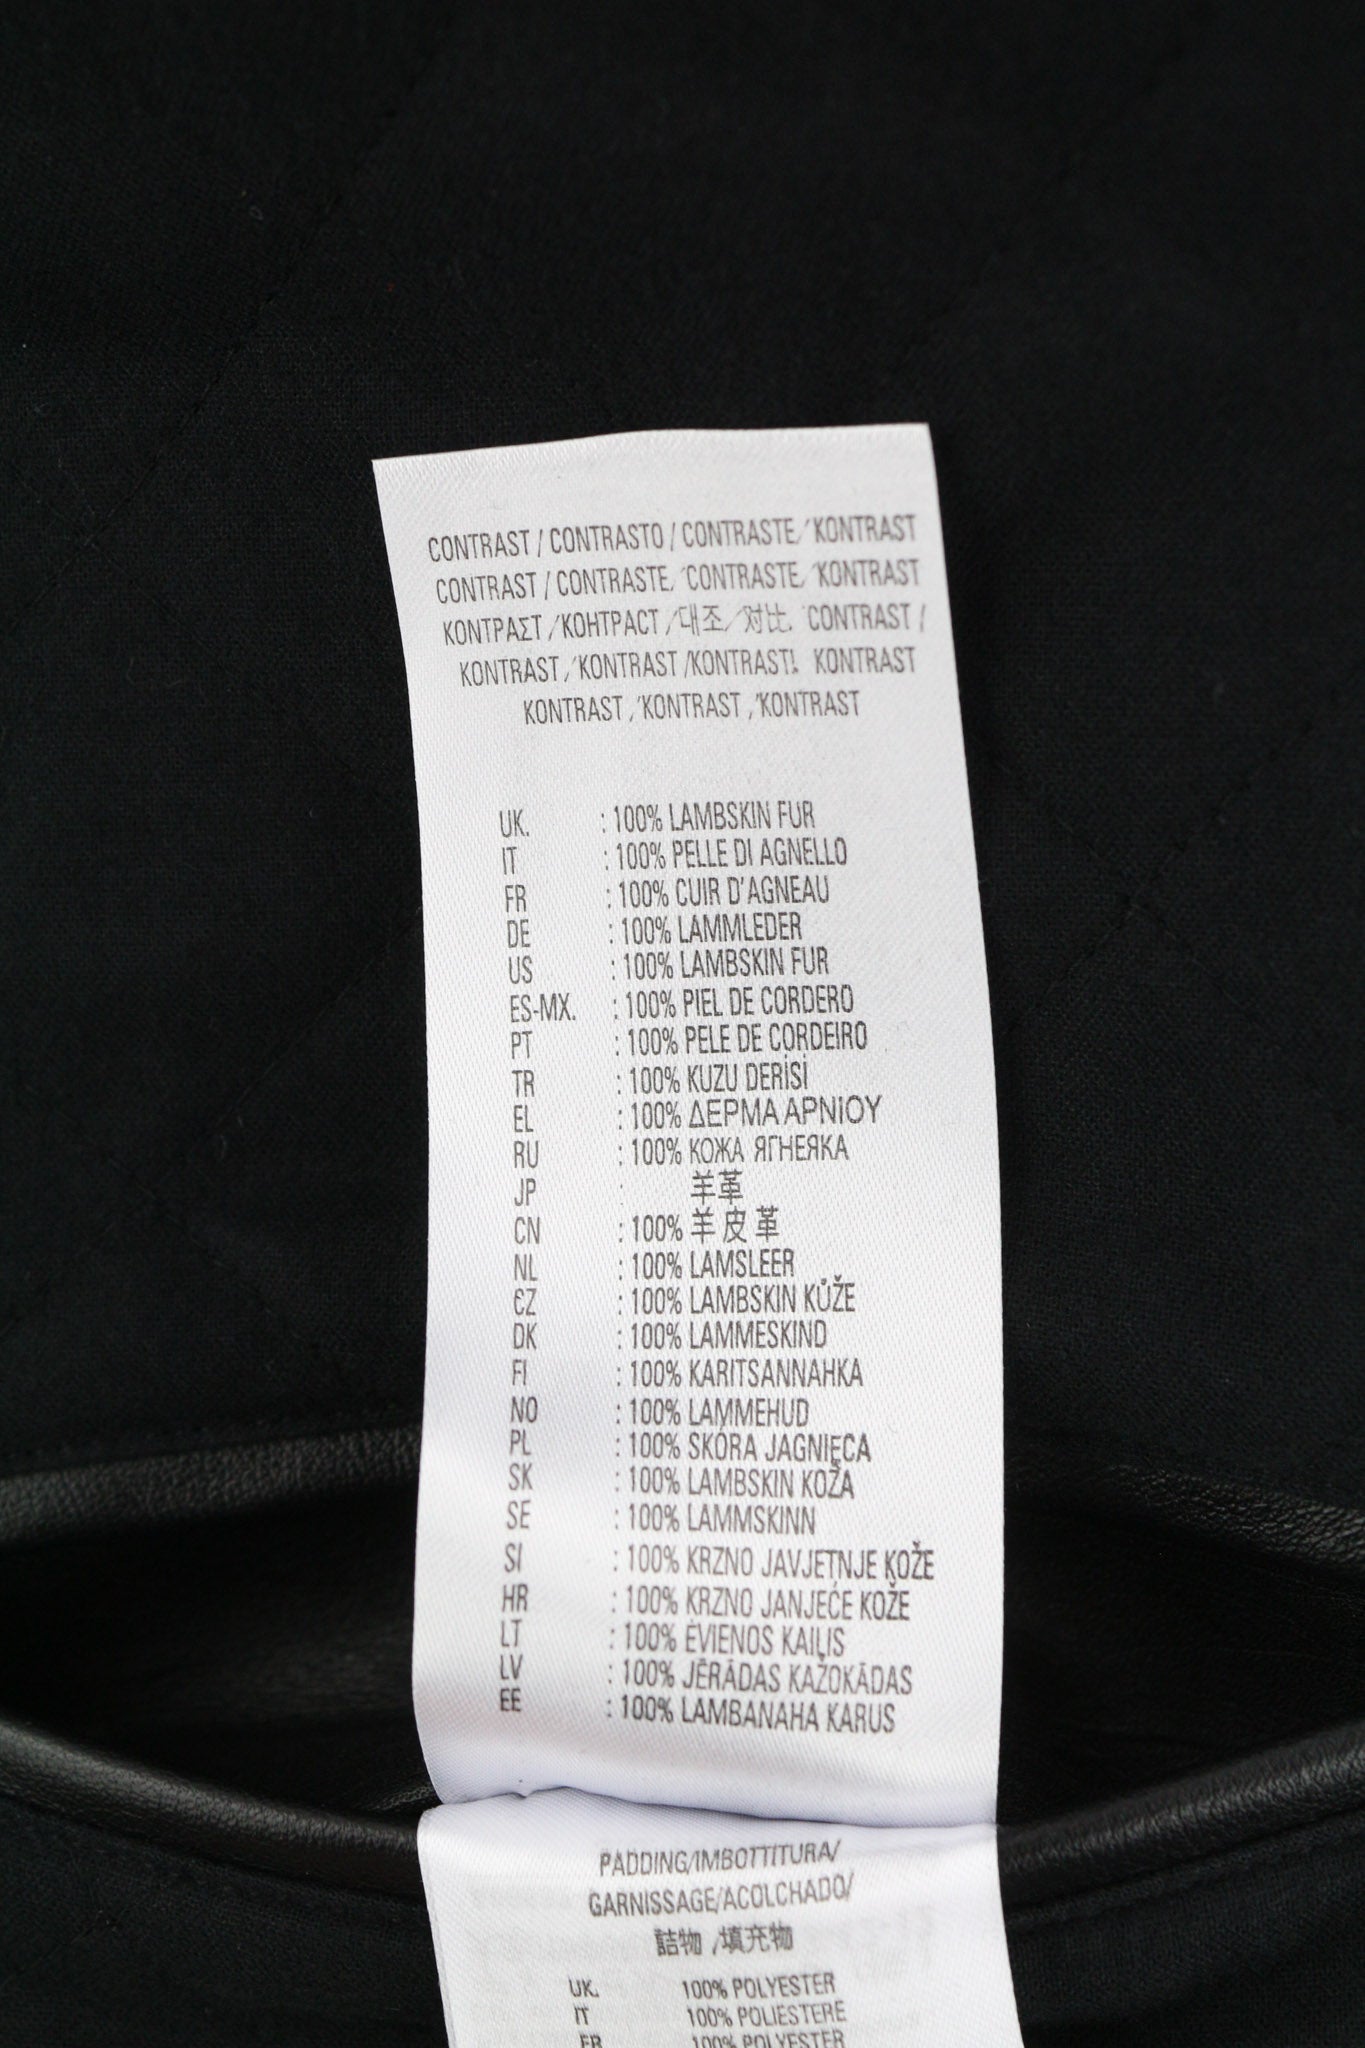 CONTRAST / CONTRASTO / CONTRASTE / KONTRAST
CONTRAST / CONTRASTE / CONTRASTE / KONTRAST
ΚΟΝΤΡΑΣΤ / КОНТРАСТ / 대조 / 对比 CONTRAST /
KONTRAST / KONTRAST / KONTRAST! KONTRAST
KONTRAST / KONTRAST / KONTRAST
UK. : 100% LAMBSKIN FUR
IT : 100% PELLE DI AGNELLO
FR : 100% CUIR D'AGNEAU
DE : 100% LAMMLEDER
US : 100% LAMBSKIN FUR
ES-MX. : 100% PIEL DE CORDERO
PT : 100% PELE DE CORDEIRO
TR : 100% KUZU DERİSİ
EL : 100% ΔΕΡΜΑ ΑΡΝΙΟΥ
RU : 100% КОЖА ЯГНЕЯКА
JP : 羊革
CN : 100% 羊皮革
NL : 100% LAMSLEER
CZ : 100% LAMBSKIN KŮŽE
DK : 100% LAMMESKIND
FI : 100% KARITSANNAHKA
NO : 100% LAMMEHUD
PL : 100% SKÓRA JAGNIĘCA
SK : 100% LAMBSKIN KOŽA
SE : 100% LAMMSKINN
SI : 100% KRZNO JAVJETNJE KOŽE
HR : 100% KRZNO JANJEĆE KOŽE
LT : 100% ĖVIENOS KAILIS
LV : 100% JĒRĀDAS KAŽOKĀDAS
EE : 100% LAMBANAHA KARUS
PADDING/IMBOTTITURA/
GARNISSAGE/ACOLCHADO/
詰物 / 填充物
UK. 100% POLYESTER
IT 100% POLIESTERE
FR 100% POLYESTER